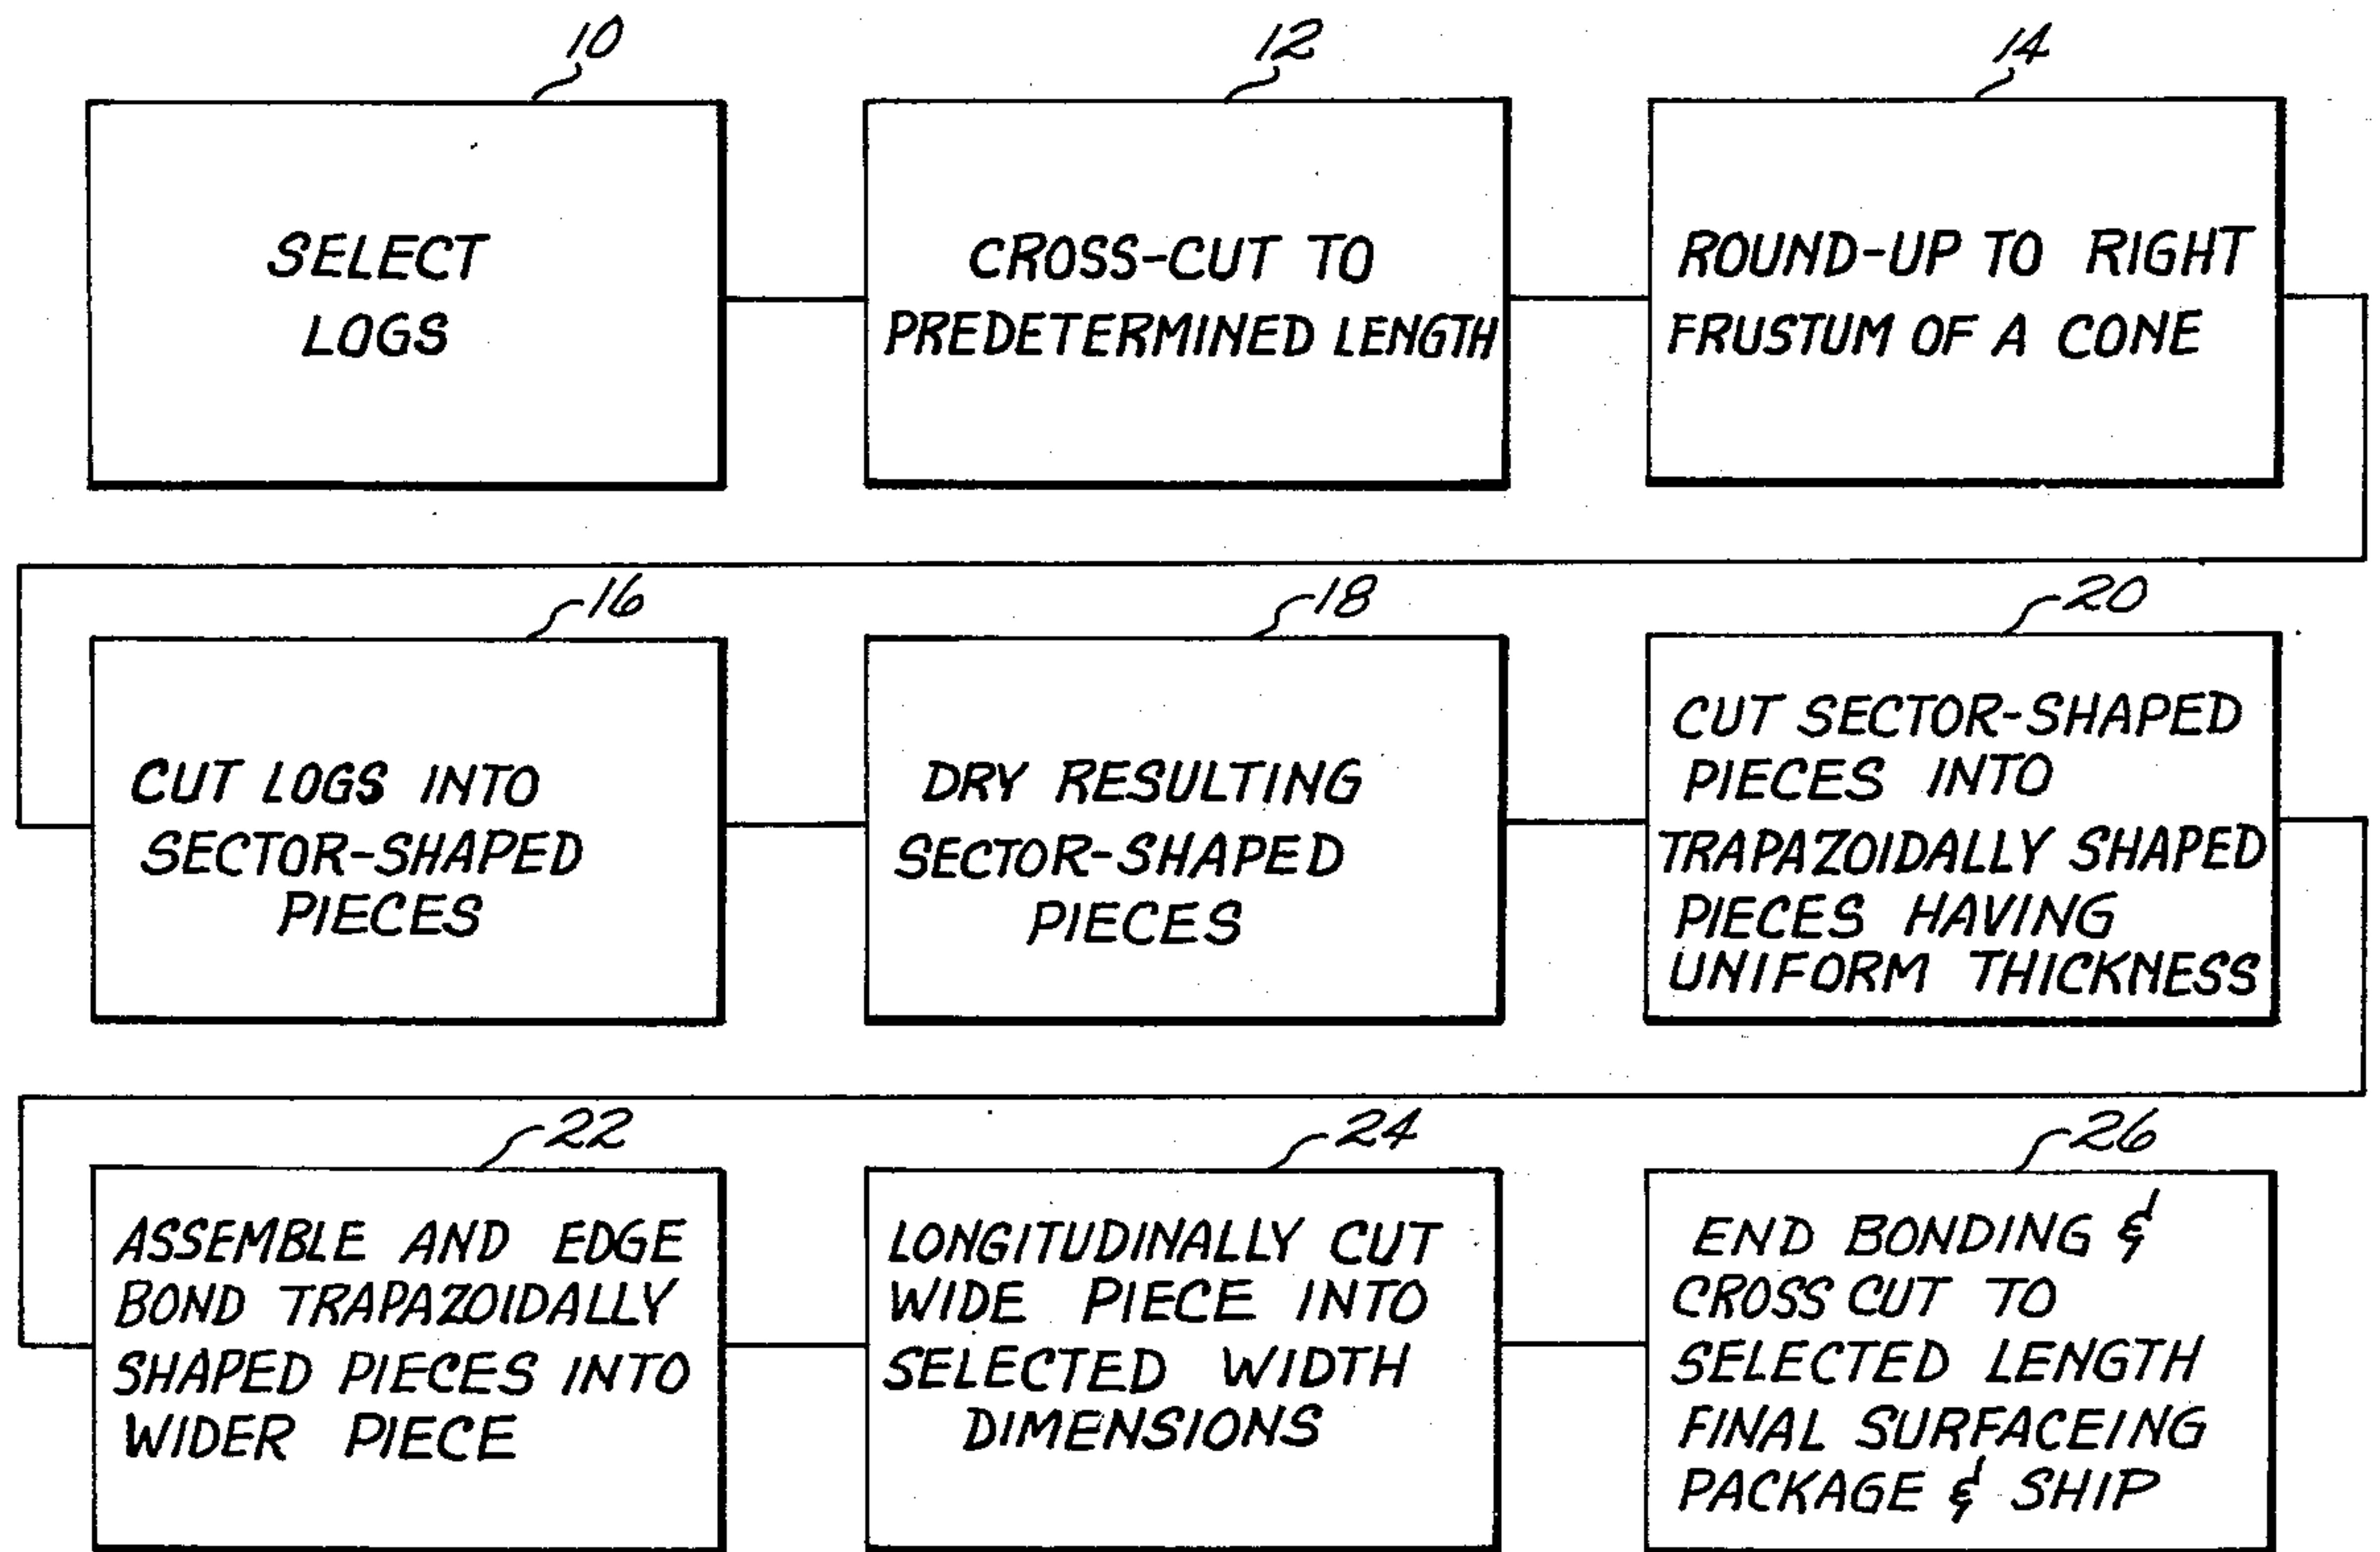 10
SELECT
LOGS
12
CROSS-CUT TO
PREDETERMINED LENGTH
14
ROUND-UP TO RIGHT
FRUSTUM OF A CONE
16
CUT LOGS INTO
SECTOR-SHAPED
PIECES
18
DRY RESULTING
SECTOR-SHAPED
PIECES
20
CUT SECTOR-SHAPED
PIECES INTO
TRAPAZOIDALLY SHAPED
PIECES HAVING
UNIFORM THICKNESS
22
ASSEMBLE AND EDGE
BOND TRAPAZOIDALLY
SHAPED PIECES INTO
WIDER PIECE
24
LONGITUDINALLY CUT
WIDE PIECE INTO
SELECTED WIDTH
DIMENSIONS
26
END BONDING &
CROSS CUT TO
SELECTED LENGTH
FINAL SURFACEING
PACKAGE & SHIP